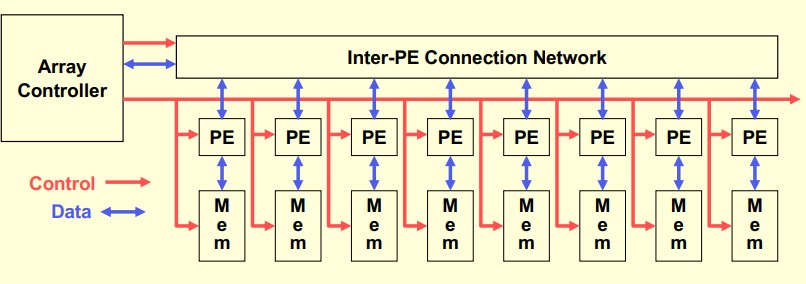 Array
Controller
Inter-PE Connection Network
PE PE PE PE PE PE PE PE
Control
Data
Mem Mem Mem Mem Mem Mem Mem Mem